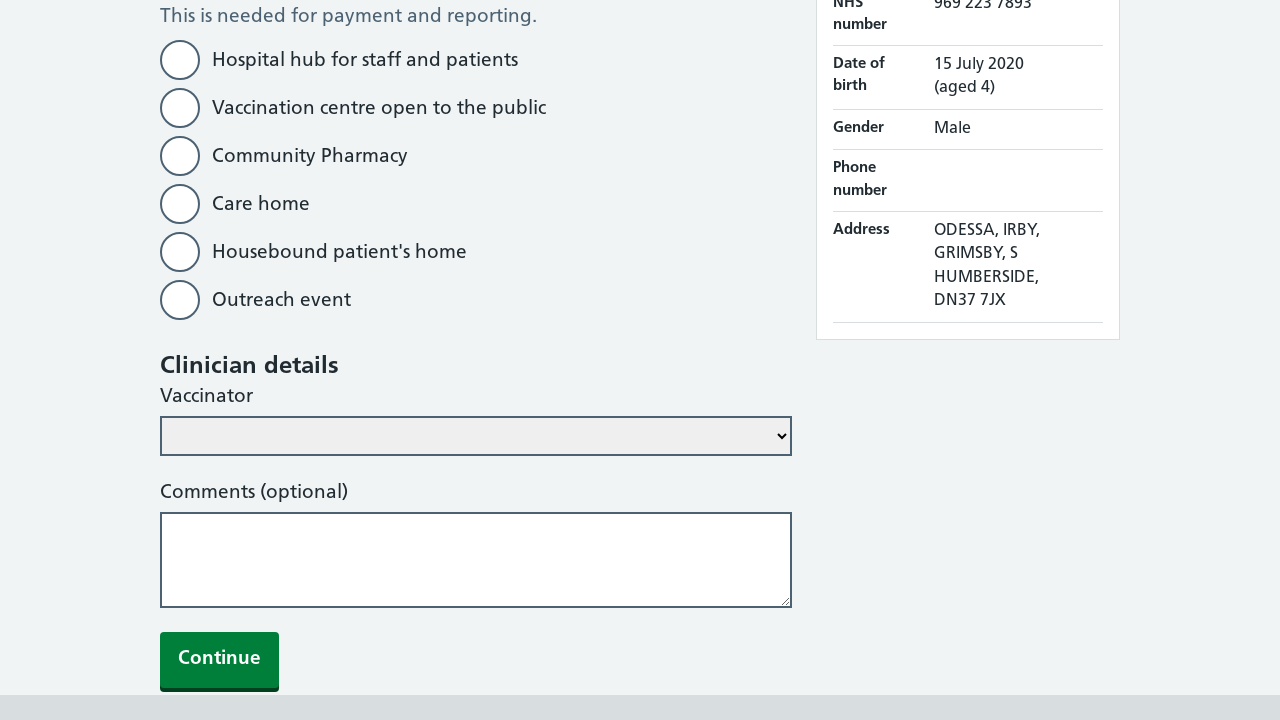 This is needed for payment and reporting.
Hospital hub for staff and patients
Vaccination centre open to the public
Community Pharmacy
Care home
Housebound patient's home
Outreach event
Clinician details
Vaccinator
Comments (optional)
Continue
NHS
number
969 223 7893
Date of
birth
15 July 2020
(aged 4)
Gender
Male
Phone
number
Address
ODESSA, IRBY,
GRIMSBY, S
HUMBERSIDE,
DN37 7JX